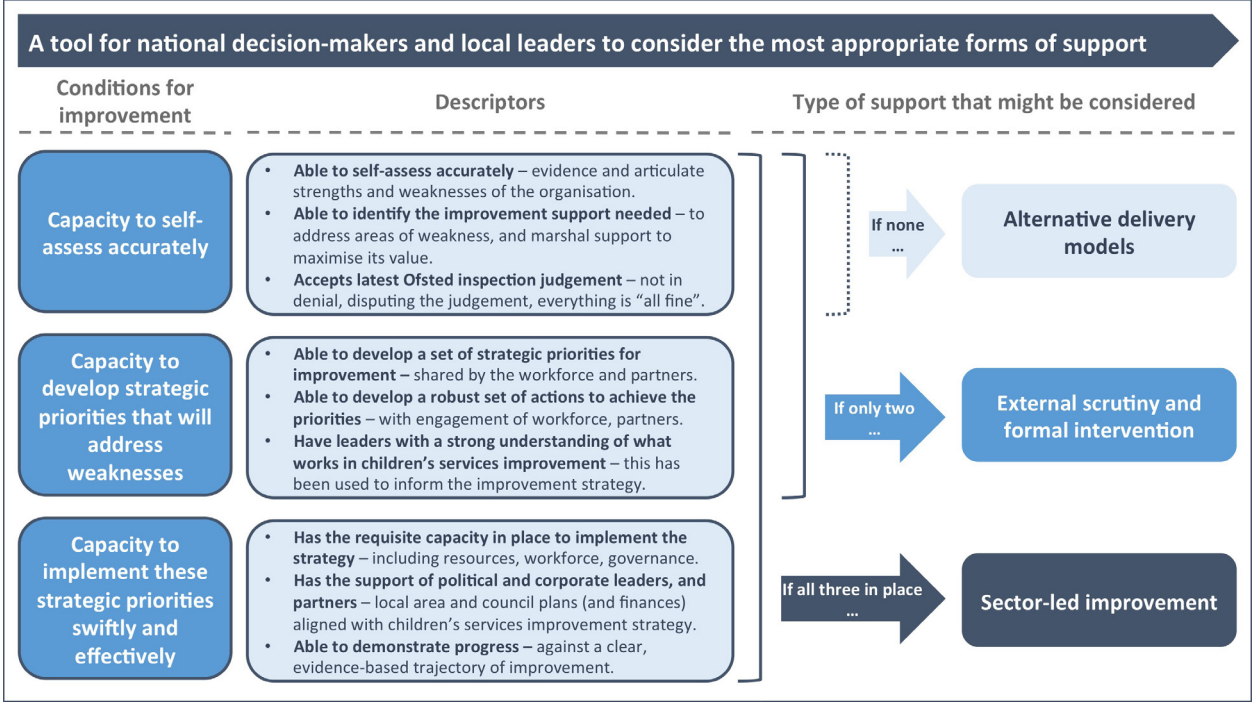 A tool for national decision-makers and local leaders to consider the most appropriate forms of support
Conditions for
improvement
Descriptors
Type of support that might be considered
Capacity to self-
assess accurately
• Able to self-assess accurately – evidence and articulate
strengths and weaknesses of the organisation.
• Able to identify the improvement support needed – to
address areas of weakness, and marshal support to
maximise its value.
• Accepts latest Ofsted inspection judgement – not in
denial, disputing the judgement, everything is “all fine”.
If none
...
Alternative delivery
models
Capacity to
develop strategic
priorities that will
address
weaknesses
• Able to develop a set of strategic priorities for
improvement – shared by the workforce and partners.
• Able to develop a robust set of actions to achieve the
priorities – with engagement of workforce, partners.
• Have leaders with a strong understanding of what
works in children’s services improvement – this has
been used to inform the improvement strategy.
If only two
...
External scrutiny and
formal intervention
Capacity to
implement these
strategic priorities
swiftly and
effectively
• Has the requisite capacity in place to implement the
strategy – including resources, workforce, governance.
• Has the support of political and corporate leaders, and
partners – local area and council plans (and finances)
aligned with children’s services improvement strategy.
• Able to demonstrate progress – against a clear,
evidence-based trajectory of improvement.
If all three in place
...
Sector-led improvement